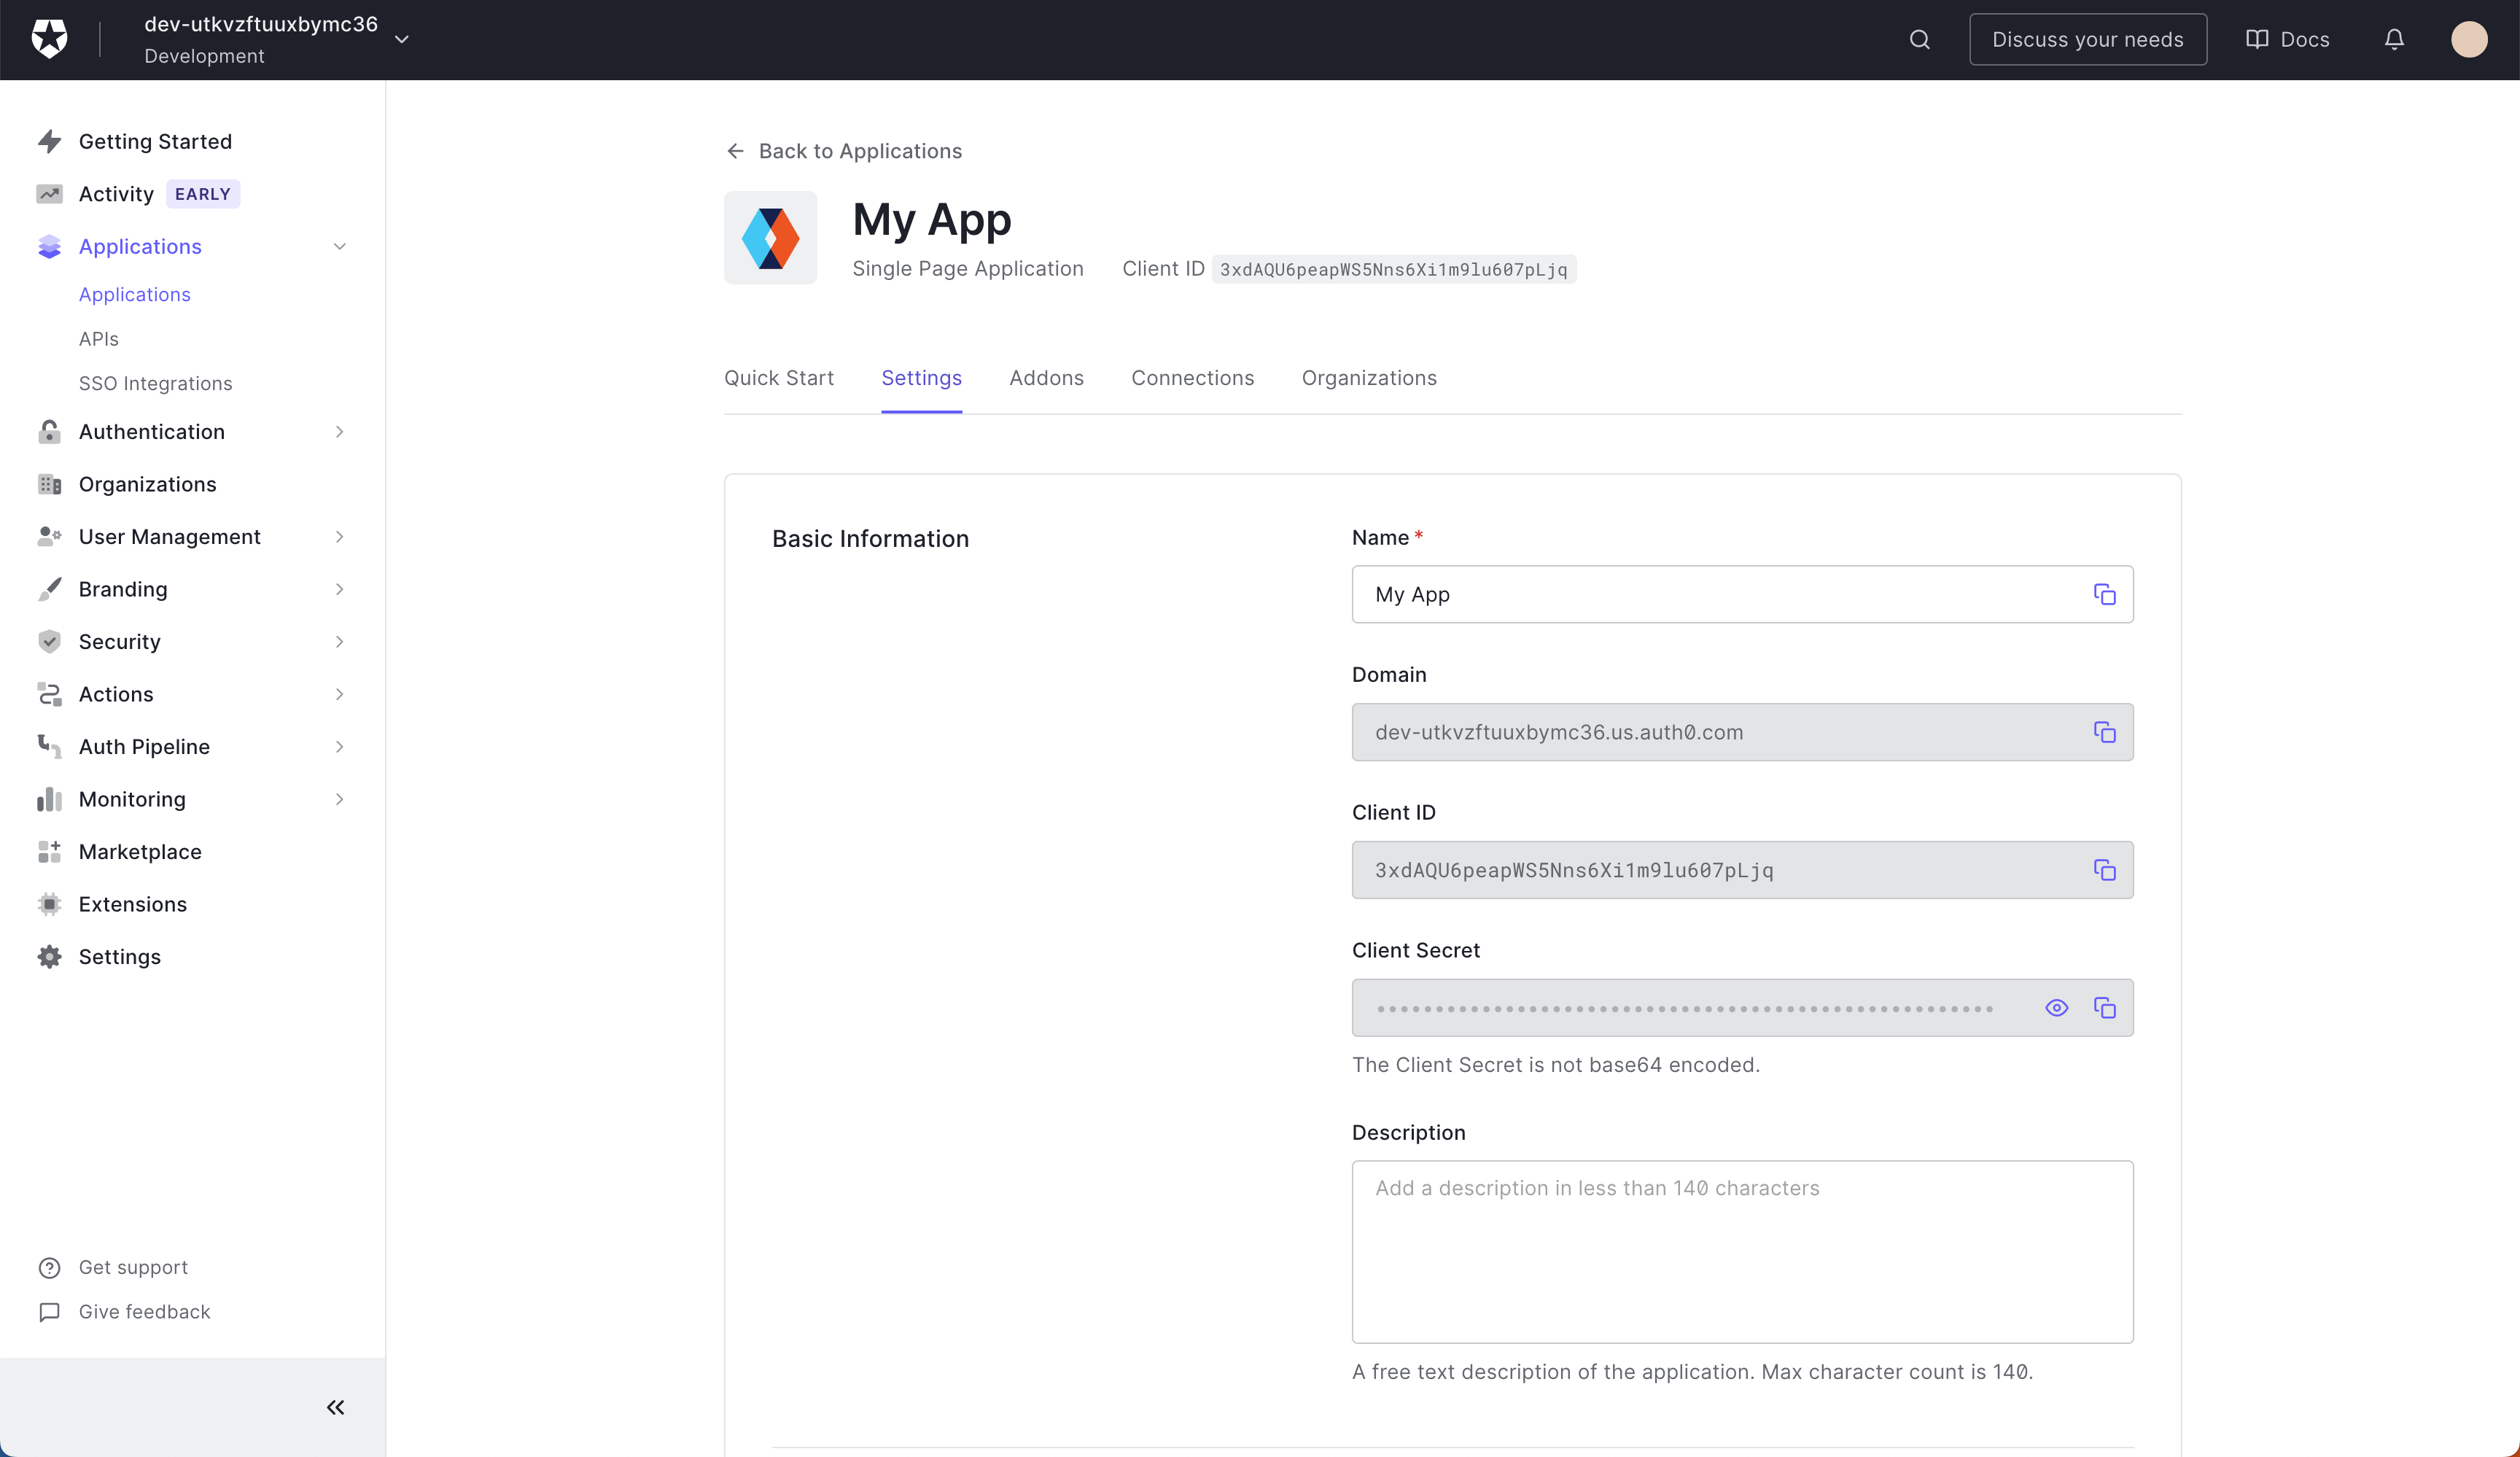 dev-utkvzftuuxbymc36
Development
Discuss your needs
Docs
Getting Started
Activity EARLY
Applications
Applications
APIs
SSO Integrations
Authentication
Organizations
User Management
Branding
Security
Actions
Auth Pipeline
Monitoring
Marketplace
Extensions
Settings
Get support
Give feedback
Back to Applications
My App
Single Page Application Client ID 3xdAQU6peapWS5Nns6Xi1m9lu607pLjq
Quick Start Settings Addons Connections Organizations
Basic Information
Name *
My App
Domain
dev-utkvzftuuxbymc36.us.auth0.com
Client ID
3xdAQU6peapWS5Nns6Xi1m9lu607pLjq
Client Secret
The Client Secret is not base64 encoded.
Description
Add a description in less than 140 characters
A free text description of the application. Max character count is 140.